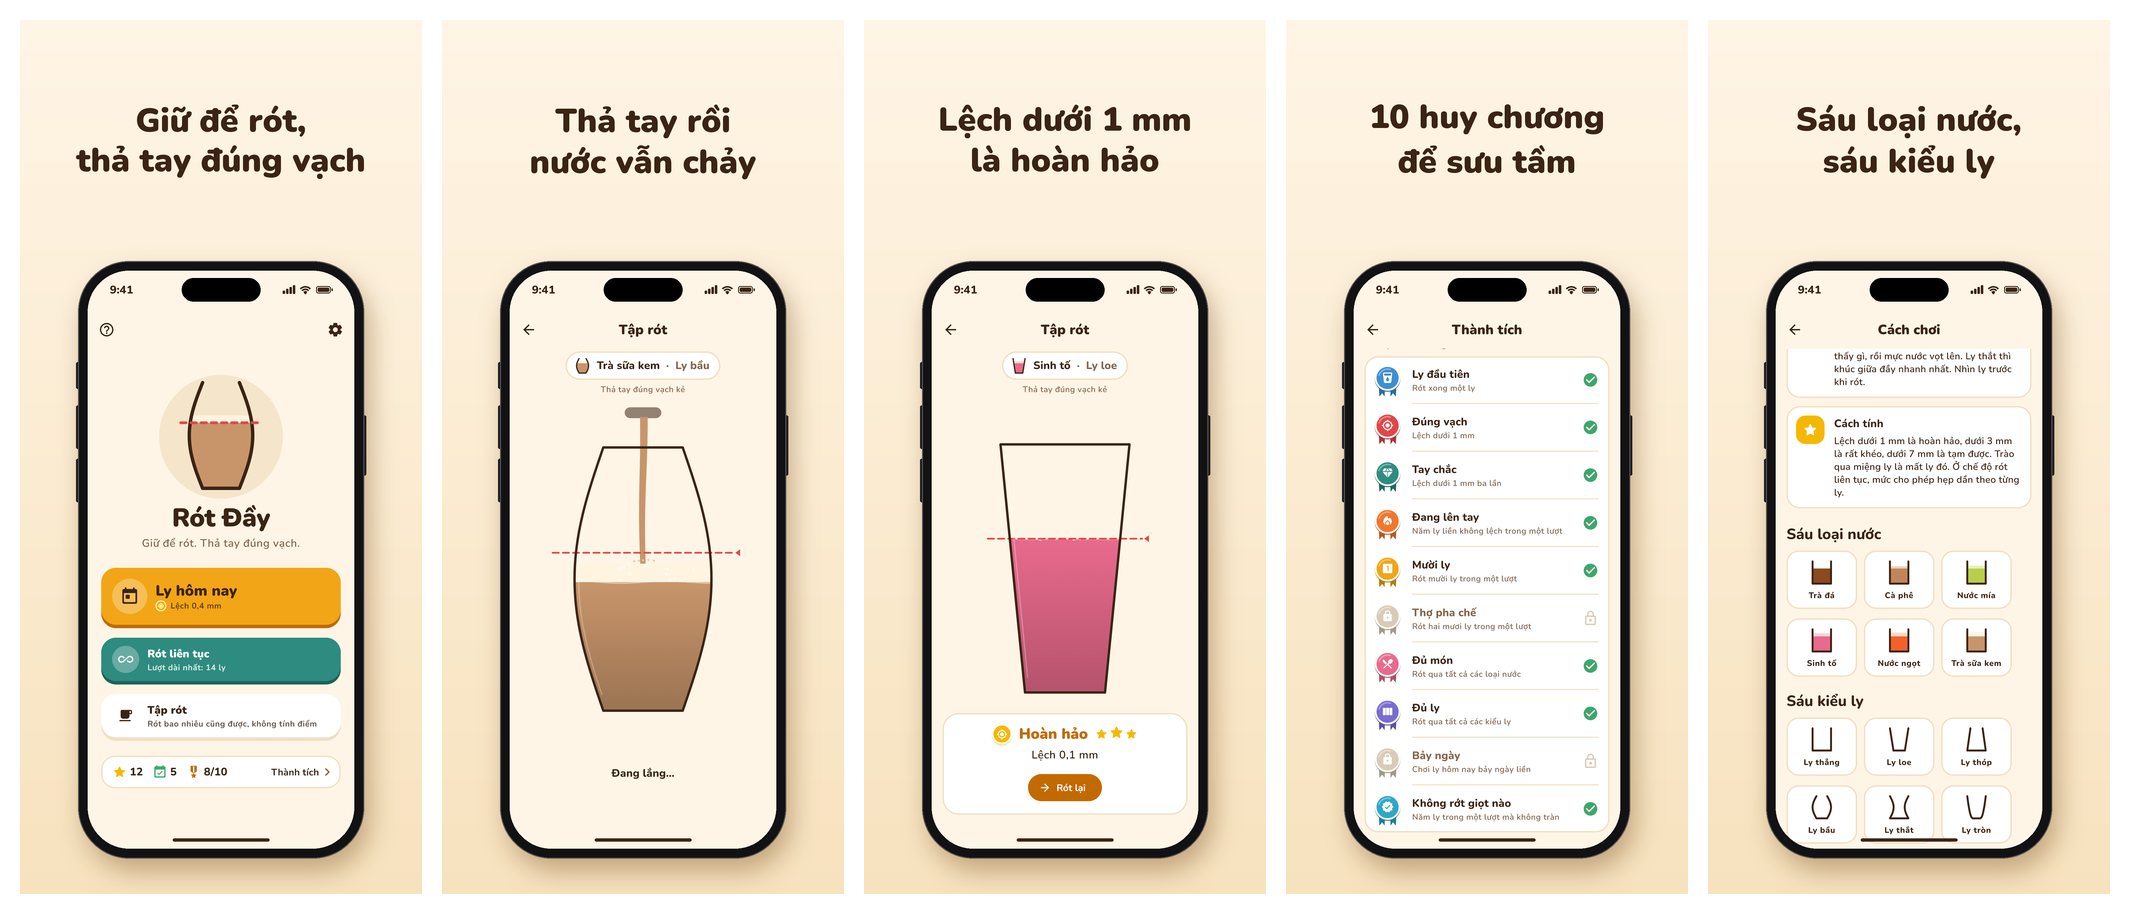 Giữ để rót,
thả tay đúng vạch
9:41
Rót Đầy
Giữ để rót. Thả tay đúng vạch.
Ly hôm nay
Lệch 0,4 mm
Rót liên tục
Lượt dài nhất: 14 ly
Tập rót
Rót bao nhiêu cũng được, không tính điểm
12 5 8/10 Thành tích
Thả tay rồi
nước vẫn chảy
9:41
Tập rót
Trà sữa kem · Ly bầu
Thả tay đúng vạch kẻ
Đang lắng...
Lệch dưới 1 mm
là hoàn hảo
9:41
Tập rót
Sinh tố · Ly loe
Thả tay đúng vạch kẻ
Hoàn hảo
Lệch 0,1 mm
Rót lại
10 huy chương
để sưu tầm
9:41
Thành tích
Ly đầu tiên
Rót xong một ly
Đúng vạch
Lệch dưới 1 mm
Tay chắc
Lệch dưới 1 mm ba lần
Đang lên tay
Năm ly liền không lệch trong một lượt
Mười ly
Rót mười ly trong một lượt
Thợ pha chế
Rót hai mươi ly trong một lượt
Đủ món
Rót qua tất cả các loại nước
Đủ ly
Rót qua tất cả các kiểu ly
Bảy ngày
Chơi ly hôm nay bảy ngày liền
Không rớt giọt nào
Năm ly trong một lượt mà không tràn
Sáu loại nước,
sáu kiểu ly
9:41
Cách chơi
thấy gì, rồi mực nước vọt lên. Ly thắt thì
khúc giữa đầy nhanh nhất. Nhìn ly trước
khi rót.
Cách tính
Lệch dưới 1 mm là hoàn hảo, dưới 3 mm
là rất khéo, dưới 7 mm là tạm được. Trào
qua miệng ly là mất ly đó. Ở chế độ rót
liên tục, mức cho phép hẹp dần theo từng
ly.
Sáu loại nước
Trà đá Cà phê Nước mía
Sinh tố Nước ngọt Trà sữa kem
Sáu kiểu ly
Ly thẳng Ly loe Ly thóp
Ly bầu Ly thắt Ly tròn